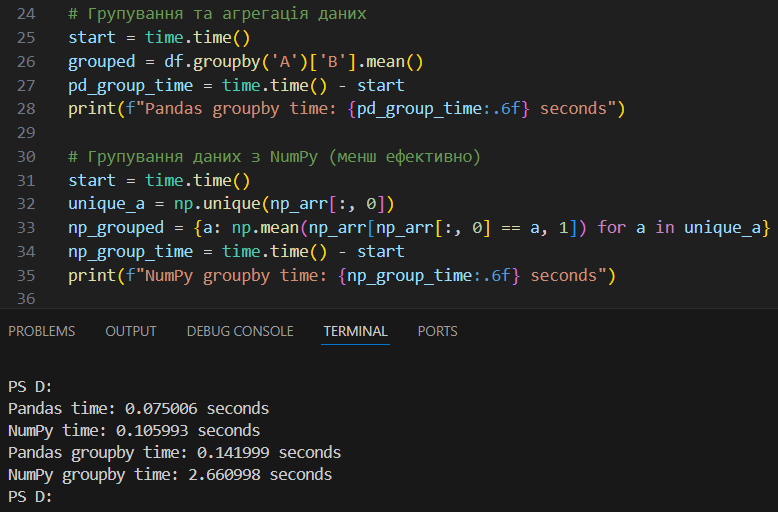 24 # Групування та агрегація даних
25 start = time.time()
26 grouped = df.groupby('A')['B'].mean()
27 pd_group_time = time.time() - start
28 print(f"Pandas groupby time: {pd_group_time:.6f} seconds")
29
30 # Групування даних з NumPy (менш ефективно)
31 start = time.time()
32 unique_a = np.unique(np_arr[:, 0])
33 np_grouped = {a: np.mean(np_arr[np_arr[:, 0] == a, 1]) for a in unique_a}
34 np_group_time = time.time() - start
35 print(f"NumPy groupby time: {np_group_time:.6f} seconds")
36
PROBLEMS OUTPUT DEBUG CONSOLE TERMINAL PORTS
PS D:
Pandas time: 0.075006 seconds
NumPy time: 0.105993 seconds
Pandas groupby time: 0.141999 seconds
NumPy groupby time: 2.660998 seconds
PS D: